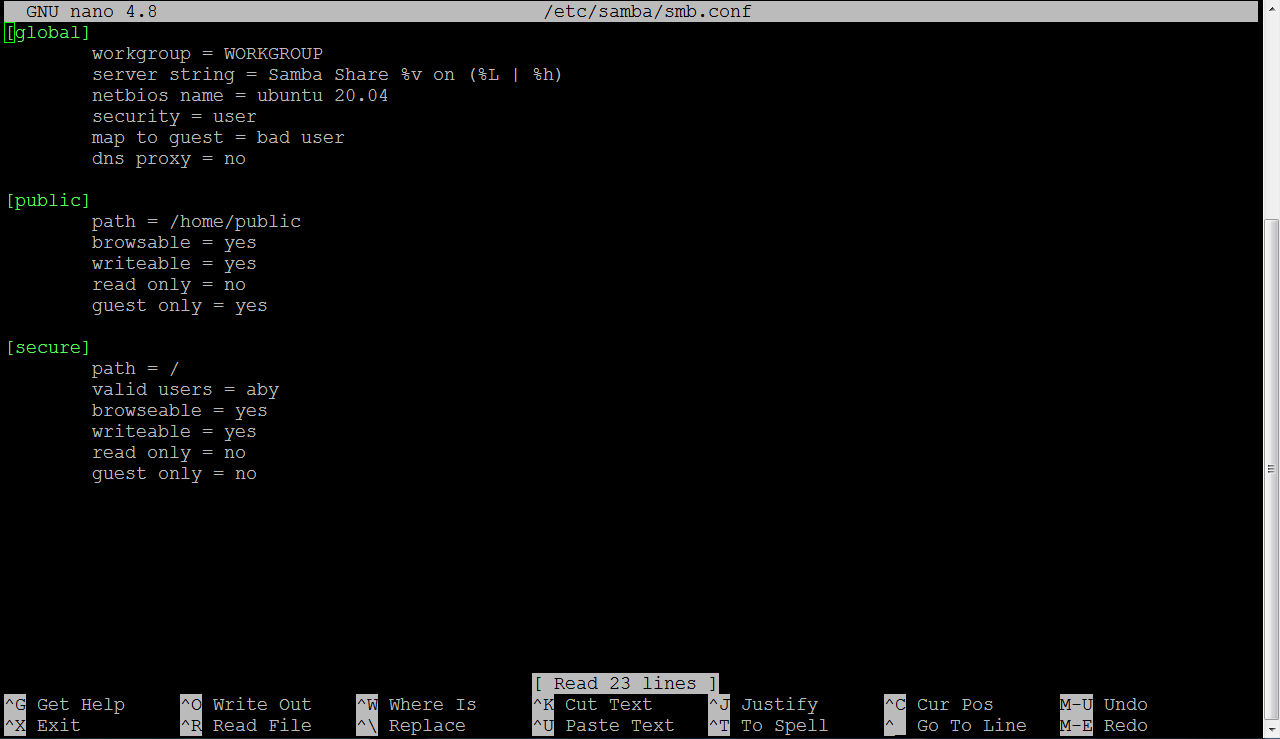 GNU nano 4.8 /etc/samba/smb.conf
[global]
workgroup = WORKGROUP
server string = Samba Share %v on (%L | %h)
netbios name = ubuntu 20.04
security = user
map to guest = bad user
dns proxy = no
[public]
path = /home/public
browsable = yes
writeable = yes
read only = no
guest only = yes
[secure]
path = /
valid users = aby
browseable = yes
writeable = yes
read only = no
guest only = no
[ Read 23 lines ]
^G Get Help ^O Write Out ^W Where Is ^K Cut Text ^J Justify ^C Cur Pos M-U Undo
^X Exit ^R Read File ^\ Replace ^U Paste Text ^T To Spell ^_ Go To Line M-E Redo